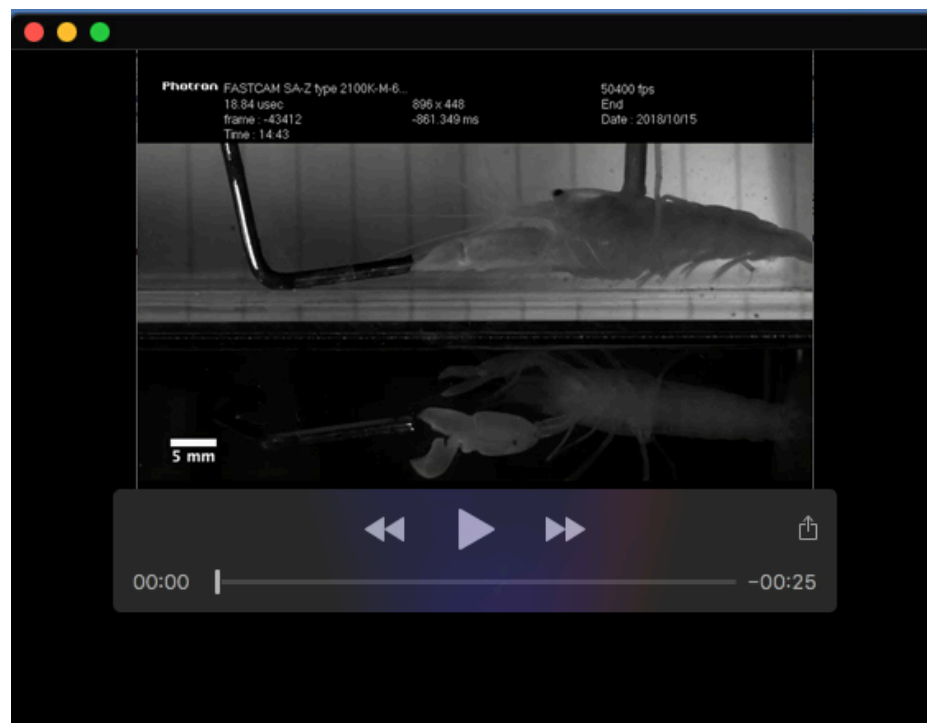 Photron FASTCAM SA-Z type 2100K-M-6... 50400 fps
18.84 usec 896 x 448 End
frame : -43412 -861.349 ms Date : 2018/10/15
Time : 14:43
5 mm
00:00 -00:25